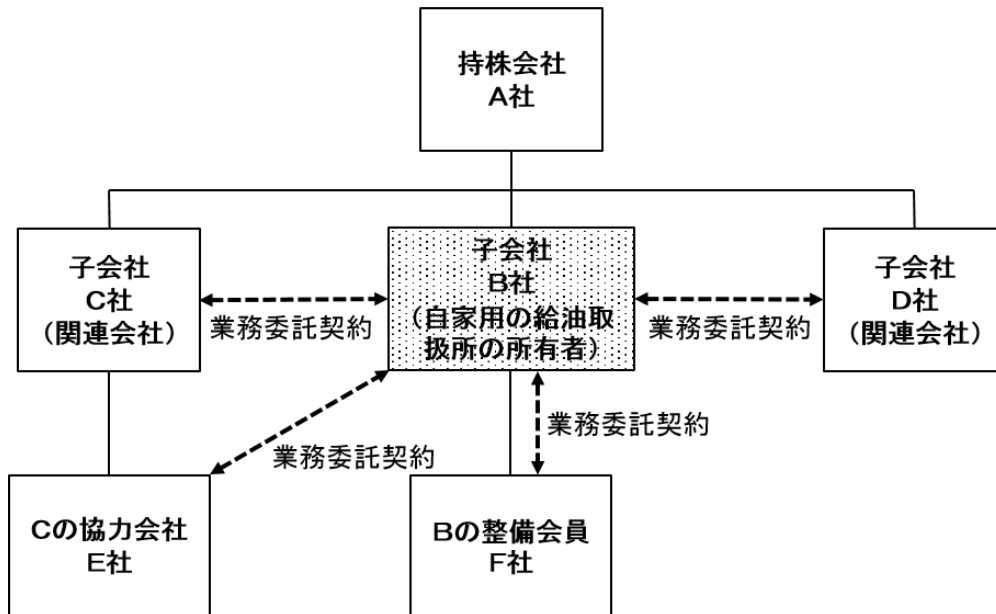 持株会社
A社
子会社
C社
(関連会社)
業務委託契約
子会社
B社
(自家用の給油取
扱所の所有者)
業務委託契約
子会社
D社
(関連会社)
業務委託契約
業務委託契約
Cの協力会社
E社
Bの整備会員
F社